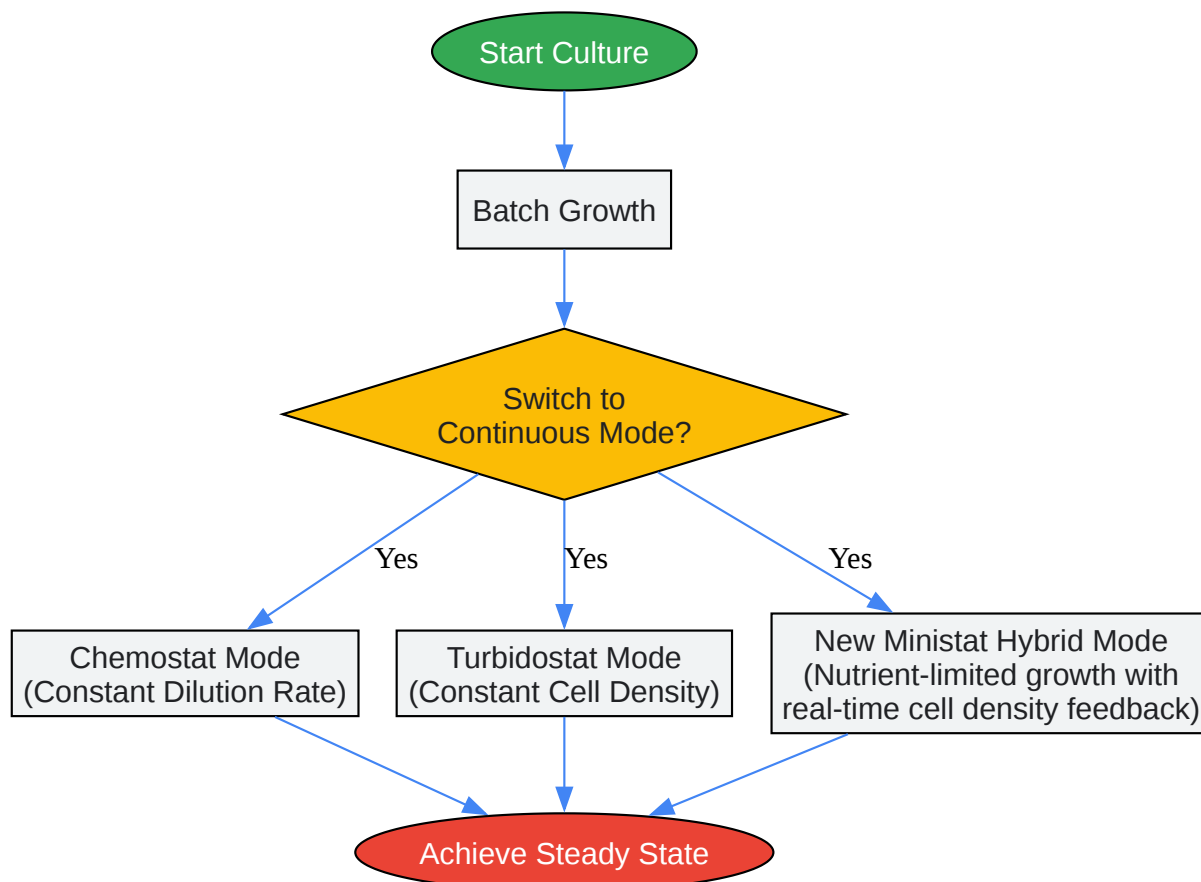 Start Culture
Batch Growth
Switch to
Continuous Mode?
Yes
Yes
Yes
Chemostat Mode
(Constant Dilution Rate)
Turbidostat Mode
(Constant Cell Density)
New Ministat Hybrid Mode
(Nutrient-limited growth with
real-time cell density feedback)
Achieve Steady State